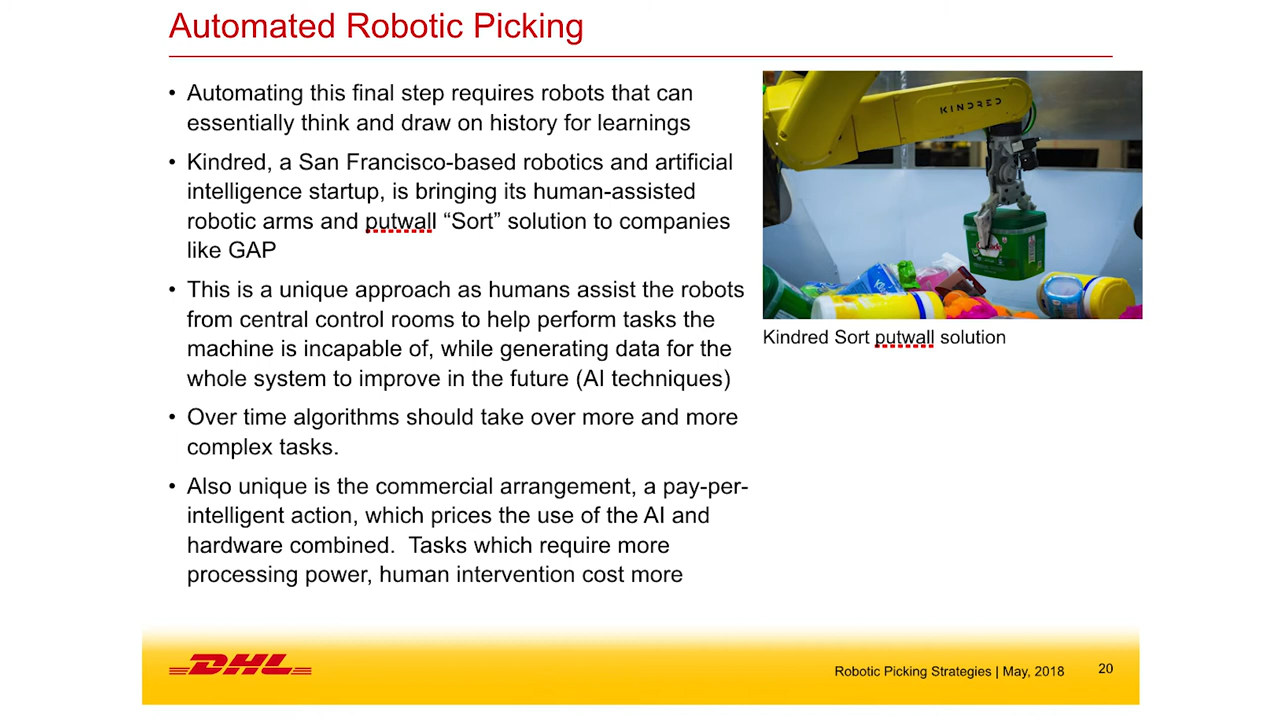 Automated Robotic Picking
• Automating this final step requires robots that can
essentially think and draw on history for learnings
• Kindred, a San Francisco-based robotics and artificial
intelligence startup, is bringing its human-assisted
robotic arms and putwall “Sort” solution to companies
like GAP
• This is a unique approach as humans assist the robots
from central control rooms to help perform tasks the
machine is incapable of, while generating data for the
whole system to improve in the future (AI techniques)
• Over time algorithms should take over more and more
complex tasks.
• Also unique is the commercial arrangement, a pay-per-
intelligent action, which prices the use of the AI and
hardware combined.  Tasks which require more
processing power, human intervention cost more
KINDRED
Kindred Sort putwall solution
DHL
Robotic Picking Strategies | May, 2018
20